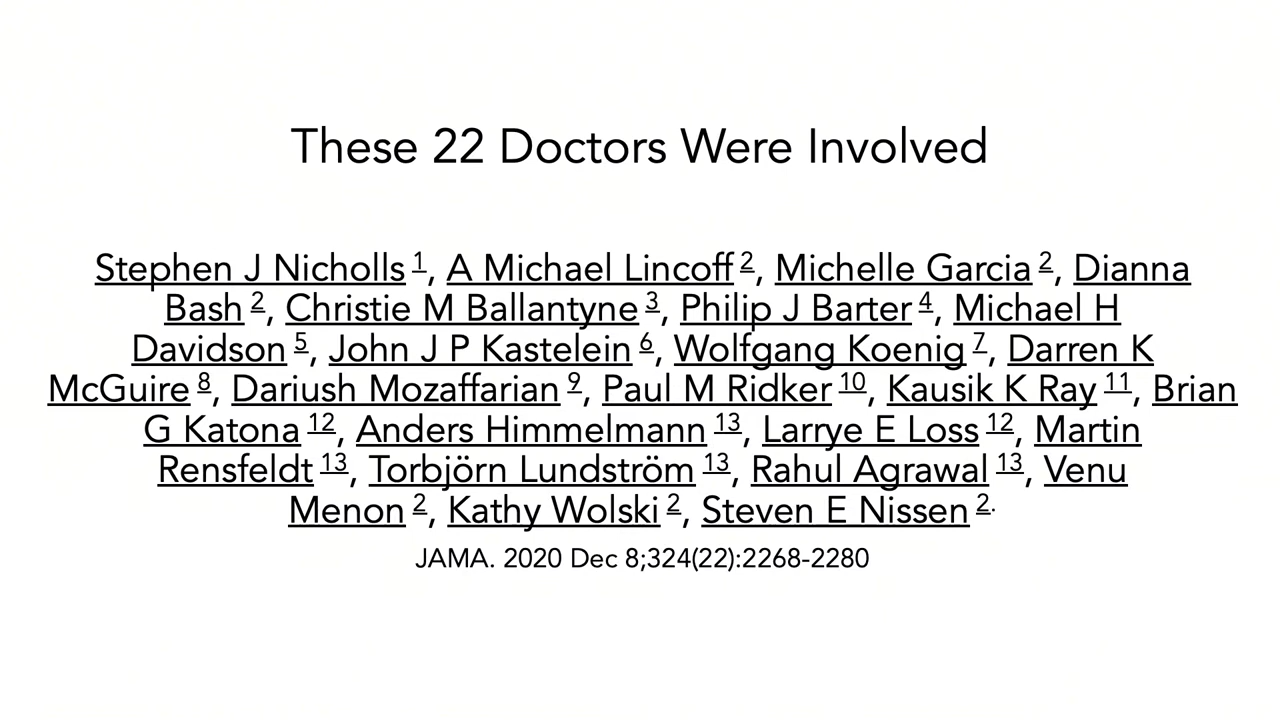 These 22 Doctors Were Involved
Stephen J Nicholls 1, A Michael Lincoff 2, Michelle Garcia 2, Dianna
Bash 2, Christie M Ballantyne 3, Philip J Barter 4, Michael H
Davidson 5, John J P Kastelein 6, Wolfgang Koenig 7, Darren K
McGuire 8, Dariush Mozaffarian 9, Paul M Ridker 10, Kausik K Ray 11, Brian
G Katona 12, Anders Himmelmann 13, Larrye E Loss 12, Martin
Rensfeldt 13, Torbjörn Lundström 13, Rahul Agrawal 13, Venu
Menon 2, Kathy Wolski 2, Steven E Nissen 2.
JAMA. 2020 Dec 8;324(22):2268-2280